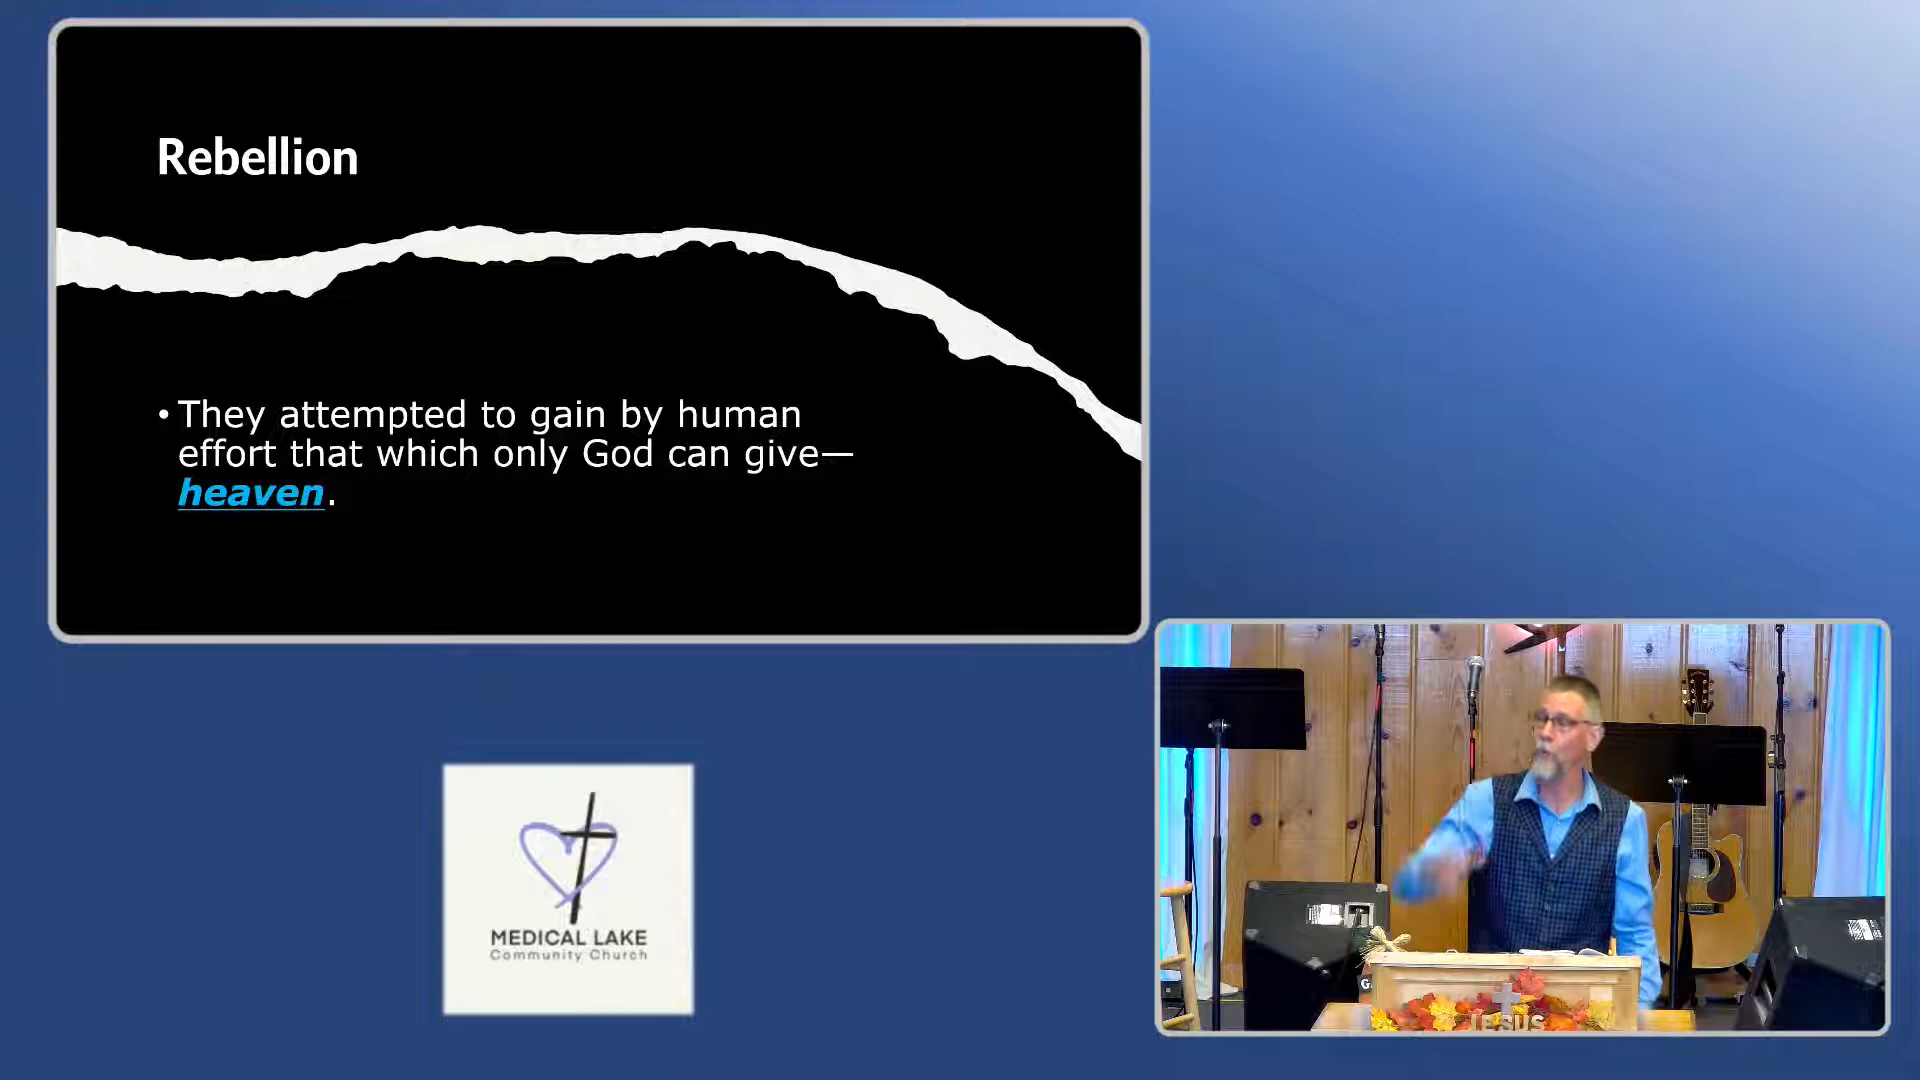 Rebellion
• They attempted to gain by human
effort that which only God can give—
heaven.
MEDICAL LAKE
Community Church
JESUS